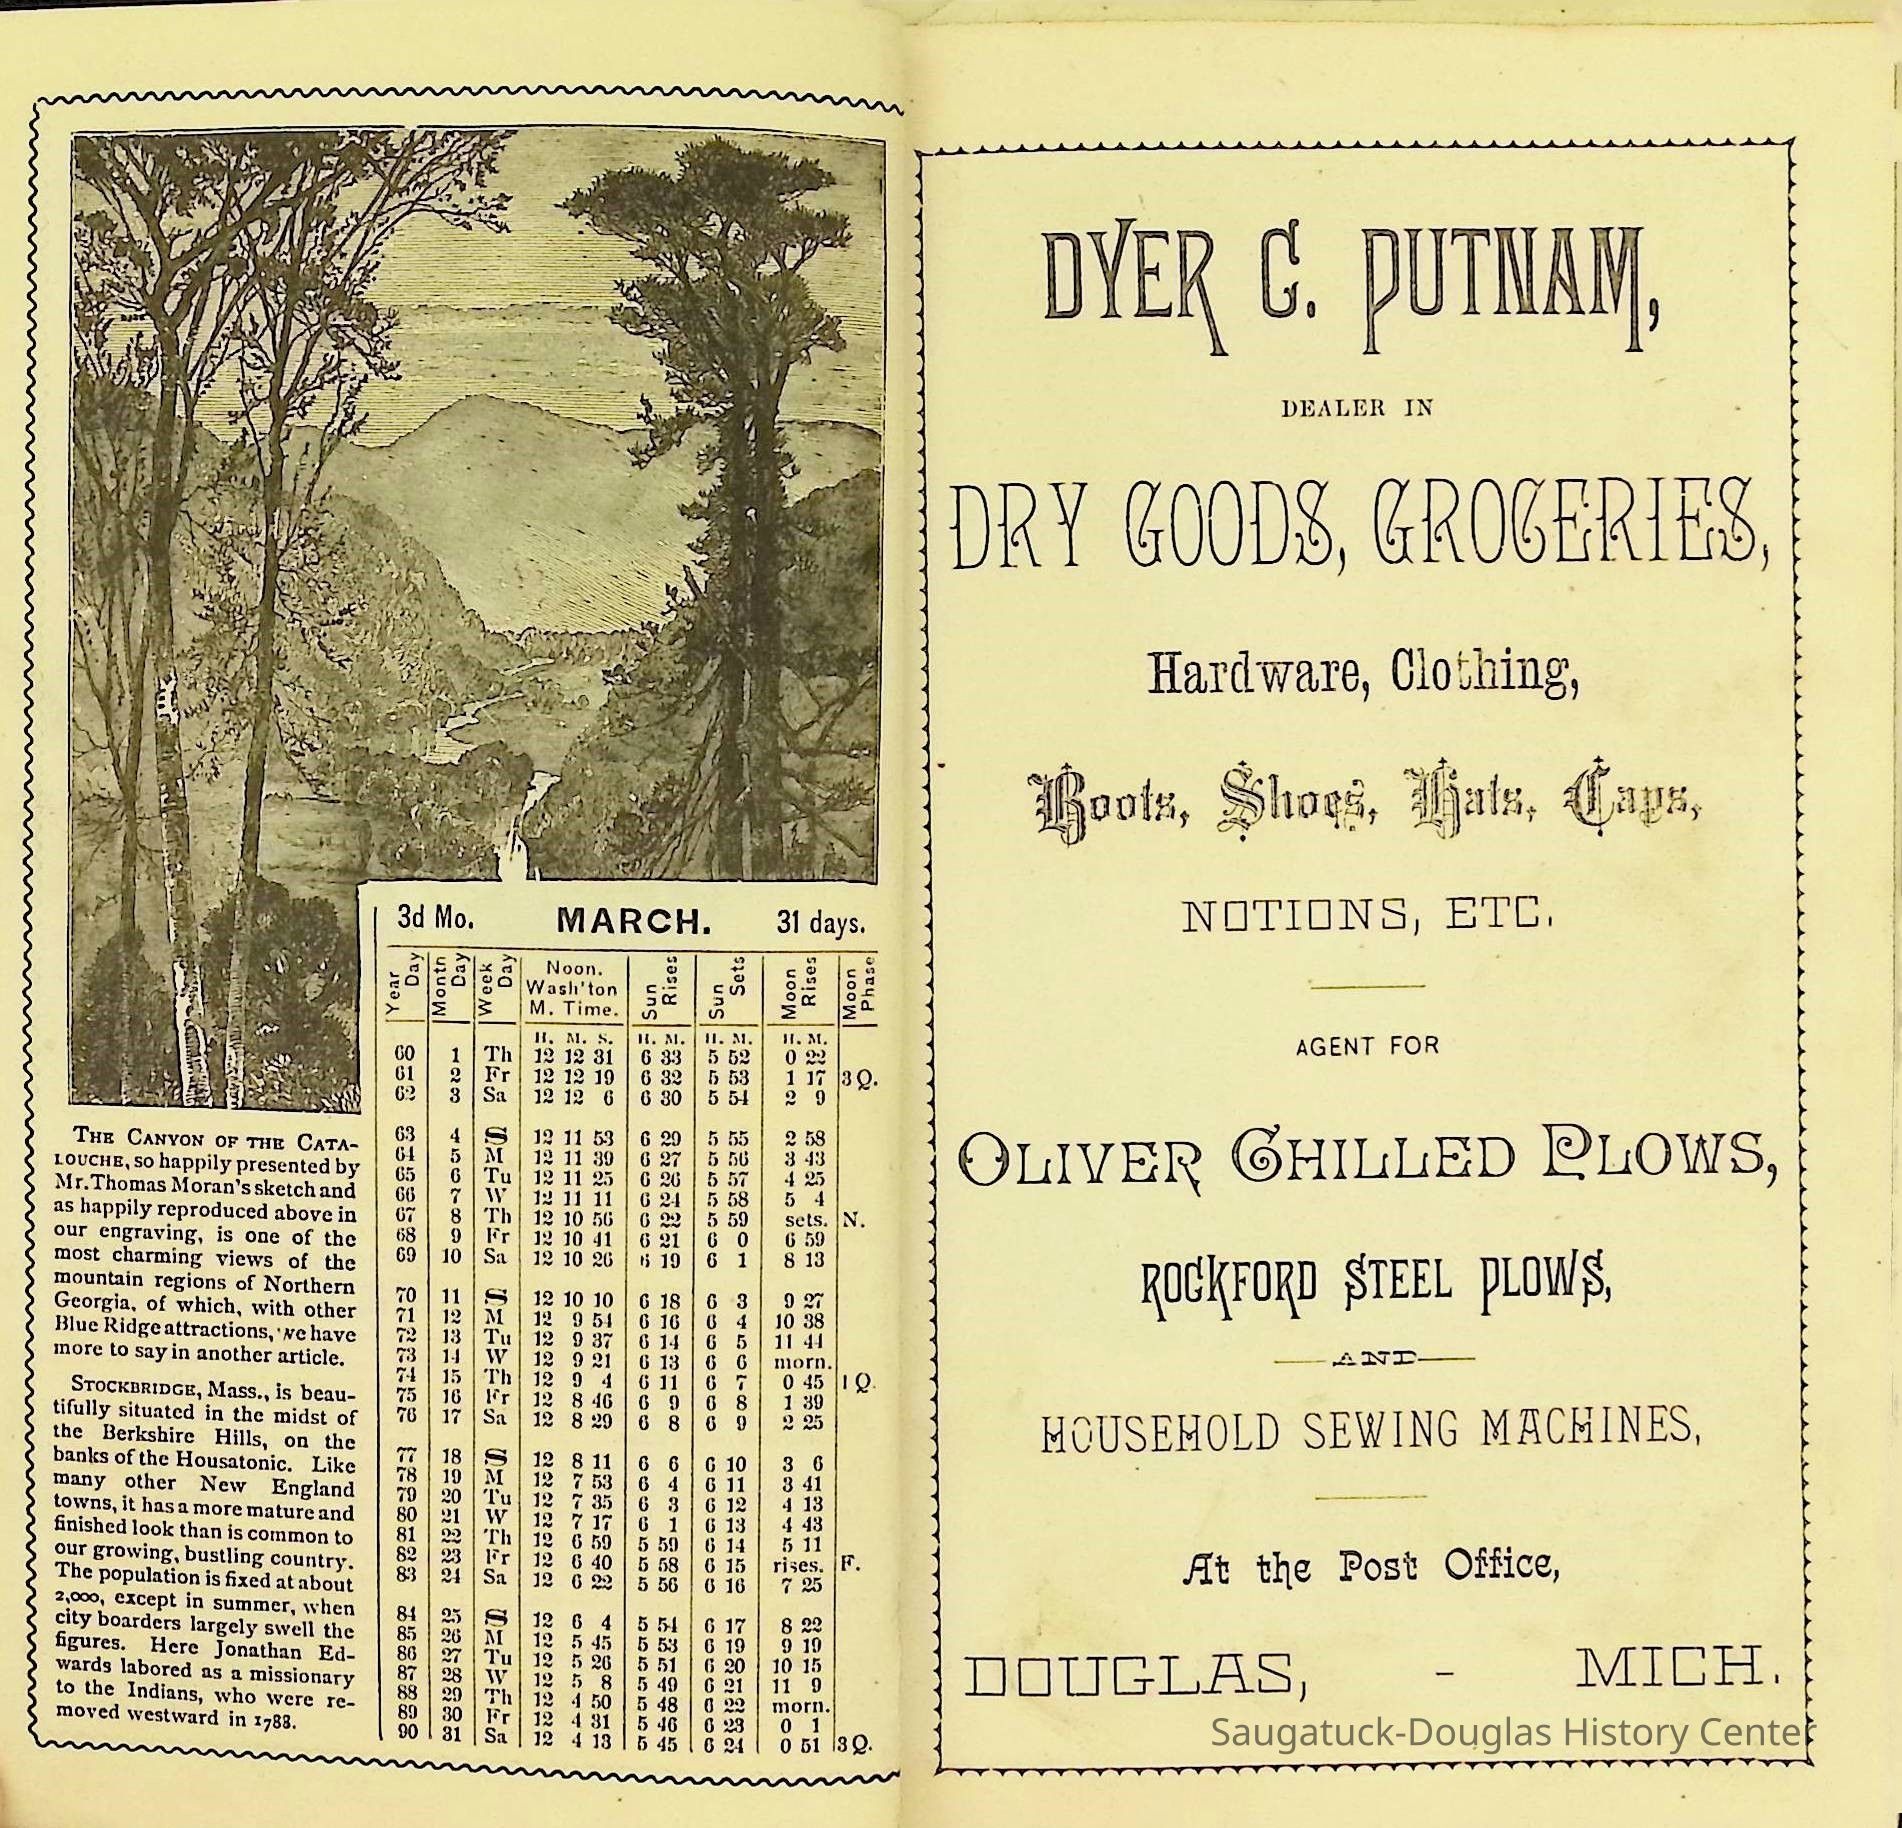 3d Mo. MARCH. 31 days.
Year Day Month Day Week Day Noon. Wash'ton M. Time. Sun Rises Sun Sets Moon Rises Moon Phase
H. M. S. H. M. H. M. H. M.
60 1 Th 12 12 31 6 33 5 52 0 22
61 2 Fr 12 12 19 6 32 5 53 1 17 3 Q.
62 3 Sa 12 12 6 6 30 5 54 2 9
63 4 S 12 11 53 6 29 5 55 2 58
64 5 M 12 11 39 6 27 5 56 3 43
65 6 Tu 12 11 25 6 26 5 57 4 25
66 7 W 12 11 11 6 24 5 58 5 4
67 8 Th 12 10 56 6 22 5 59 sets. N.
68 9 Fr 12 10 41 6 21 6 0 6 59
69 10 Sa 12 10 26 6 19 6 1 8 13
70 11 S 12 10 10 6 18 6 3 9 27
71 12 M 12 9 54 6 16 6 4 10 38
72 13 Tu 12 9 37 6 14 6 5 11 44
73 14 W 12 9 21 6 13 6 6 morn.
74 15 Th 12 9 4 6 11 6 7 0 45 1 Q.
75 16 Fr 12 8 46 6 9 6 8 1 39
76 17 Sa 12 8 29 6 8 6 9 2 25
77 18 S 12 8 11 6 6 6 10 3 6
78 19 M 12 7 53 6 4 6 11 3 41
79 20 Tu 12 7 35 6 3 6 12 4 13
80 21 W 12 7 17 6 1 6 13 4 43
81 22 Th 12 6 59 5 59 6 14 5 11
82 23 Fr 12 6 40 5 58 6 15 rises. F.
83 24 Sa 12 6 22 5 56 6 16 7 25
84 25 S 12 6 4 5 54 6 17 8 22
85 26 M 12 5 45 5 53 6 19 9 19
86 27 Tu 12 5 26 5 51 6 20 10 15
87 28 W 12 5 8 5 49 6 21 11 9
88 29 Th 12 4 50 5 48 6 22 morn.
89 30 Fr 12 4 31 5 46 6 23 0 1
90 31 Sa 12 4 13 5 45 6 24 0 51 3 Q.
THE CANYON OF THE CATA-
LOUCHE, so happily presented by
Mr. Thomas Moran's sketch and
as happily reproduced above in
our engraving, is one of the
most charming views of the
mountain regions of Northern
Georgia, of which, with other
Blue Ridge attractions, we have
more to say in another article.
STOCKBRIDGE, Mass., is beau-
tifully situated in the midst of
the Berkshire Hills, on the
banks of the Housatonic. Like
many other New England
towns, it has a more mature and
finished look than is common to
our growing, bustling country.
The population is fixed at about
2,000, except in summer, when
city boarders largely swell the
figures. Here Jonathan Ed-
wards labored as a missionary
to the Indians, who were re-
moved westward in 1788.
DYER C. PUTNAM,
DEALER IN
DRY GOODS, GROCERIES,
Hardware, Clothing,
Boots, Shoes, Hats, Caps,
NOTIONS, ETC.
AGENT FOR
OLIVER CHILLED PLOWS,
ROCKFORD STEEL PLOWS,
AND
HOUSEHOLD SEWING MACHINES,
At the Post Office,
DOUGLAS, - MICH.
Saugatuck-Douglas History Center